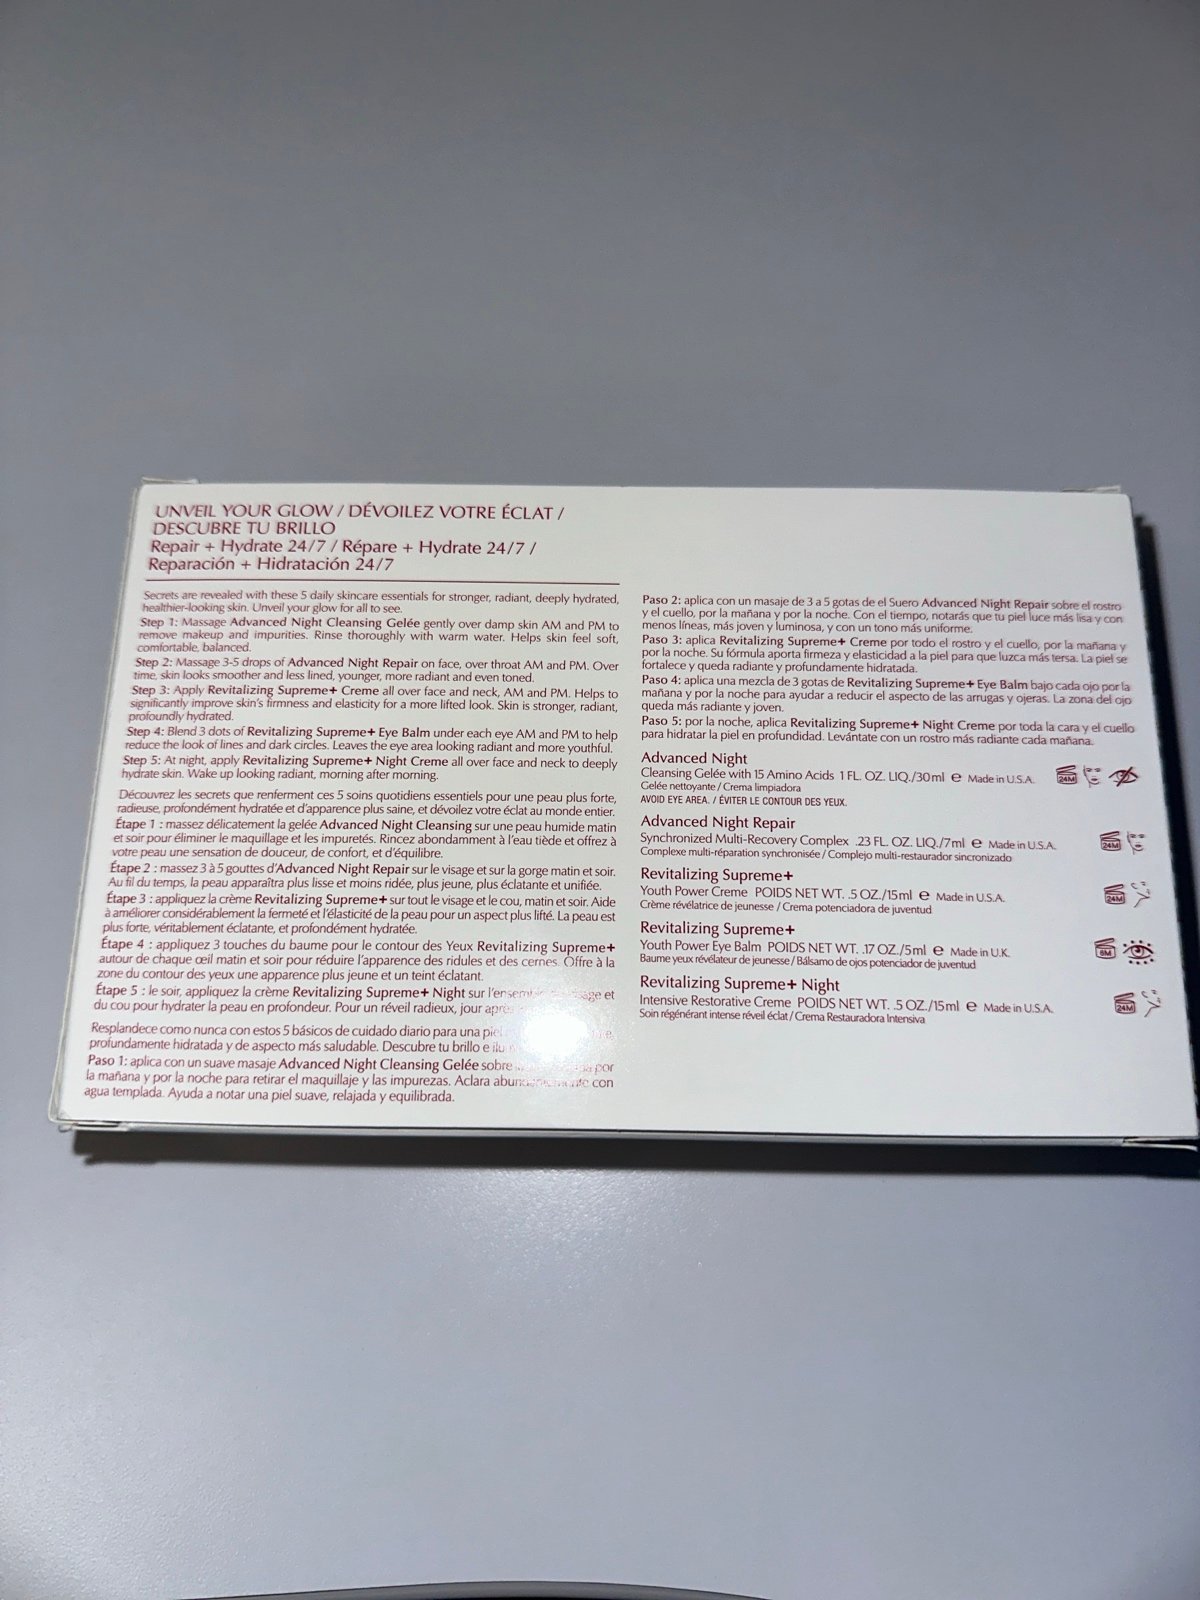 UNVEIL YOUR GLOW / DÉVOILEZ VOTRE ÉCLAT /
DESCUBRE TU BRILLO
Repair + Hydrate 24/7 / Répare + Hydrate 24/7 /
Reparación + Hidratación 24/7
Secrets are revealed with these 5 daily skincare essentials for stronger, radiant, deeply hydrated,
healthier-looking skin. Unveil your glow for all to see.
Step 1: Massage Advanced Night Cleansing Gelée gently over damp skin AM and PM to
remove makeup and impurities. Rinse thoroughly with warm water. Helps skin feel soft,
comfortable, balanced.
Step 2: Massage 3-5 drops of Advanced Night Repair on face, over throat AM and PM. Over
time, skin looks smoother and less lined, younger, more radiant and even toned.
Step 3: Apply Revitalizing Supreme+ Creme all over face and neck, AM and PM. Helps to
significantly improve skin's firmness and elasticity for a more lifted look. Skin is stronger, radiant,
profoundly hydrated.
Step 4: Blend 3 dots of Revitalizing Supreme+ Eye Balm under each eye AM and PM to help
reduce the look of lines and dark circles. Leaves the eye area looking radiant and more youthful.
Step 5: At night, apply Revitalizing Supreme+ Night Creme all over face and neck to deeply
hydrate skin. Wake up looking radiant, morning after morning.
Découvrez les secrets que renferment ces 5 soins quotidiens essentiels pour une peau plus forte,
radieuse, profondément hydratée et d'apparence plus saine, et dévoilez votre éclat au monde entier.
Étape 1 : massez délicatement la gelée Advanced Night Cleansing sur une peau humide matin
et soir pour éliminer le maquillage et les impuretés. Rincez abondamment à l'eau tiède et offrez à
votre peau une sensation de douceur, de confort, et d'équilibre.
Étape 2 : massez 3 à 5 gouttes d'Advanced Night Repair sur le visage et sur la gorge matin et soir.
Au fil du temps, la peau apparaîtra plus lisse et moins ridée, plus jeune, plus éclatante et unifiée.
Étape 3 : appliquez la crème Revitalizing Supreme+ sur tout le visage et le cou, matin et soir. Aide
à améliorer considérablement la fermeté et l'élasticité de la peau pour un aspect plus lifté. La peau est
plus forte, véritablement éclatante, et profondément hydratée.
Étape 4 : appliquez 3 touches du baume pour le contour des Yeux Revitalizing Supreme+
autour de chaque œil matin et soir pour réduire l'apparence des ridules et des cernes. Offre à la
zone du contour des yeux une apparence plus jeune et un teint éclatant.
Étape 5 : le soir, appliquez la crème Revitalizing Supreme+ Night sur et
du cou pour hydrater la peau en profondeur. Pour un réveil radieux, jour
Resplandece como nunca con estos 5 básicos de cuidado diario para una
profundamente hidratada y de aspecto más saludable. Descubre tu brillo e
Paso 1: aplica con un suave masaje Advanced Night Cleansing Gelée sobre por
la mañana y por la noche para retirar el maquillaje y las impurezas. Aclara con
agua templada. Ayuda a notar una piel suave, relajada y equilibrada.
Paso 2: aplica con un masaje de 3 a 5 gotas de el Suero Advanced Night Repair sobre el rostro
y el cuello, por la mañana y por la noche. Con el tiempo, notarás que tu piel luce más lisa y con
menos líneas, más joven y luminosa, y con un tono más uniforme.
Paso 3: aplica Revitalizing Supreme+ Creme por todo el rostro y el cuello, por la mañana y
por la noche. Su fórmula aporta firmeza y elasticidad a la piel para que luzca más tersa. La piel se
fortalece y queda radiante y profundamente hidratada.
Paso 4: aplica una mezcla de 3 gotas de Revitalizing Supreme+ Eye Balm bajo cada ojo por la
mañana y por la noche para ayudar a reducir el aspecto de las arrugas y ojeras. La zona del ojo
queda más radiante y joven.
Paso 5: por la noche, aplica Revitalizing Supreme+ Night Creme por toda la cara y el cuello
para hidratar la piel en profundidad. Levántate con un rostro más radiante cada mañana.
Advanced Night
Cleansing Gelée with 15 Amino Acids 1 FL. OZ. LIQ./30ml e Made in U.S.A. 24M
Gelée nettoyante / Crema limpiadora
AVOID EYE AREA. / ÉVITER LE CONTOUR DES YEUX.
Advanced Night Repair
Synchronized Multi-Recovery Complex .23 FL. OZ. LIQ./7ml e Made in U.S.A. 24M
Complexe multi-réparation synchronisée / Complejo multi-restaurador sincronizado
Revitalizing Supreme+
Youth Power Creme POIDS NET WT. .5 OZ./15ml e Made in U.S.A. 24M
Crème révélatrice de jeunesse / Crema potenciadora de juventud
Revitalizing Supreme+
Youth Power Eye Balm POIDS NET WT. .17 OZ./5ml e Made in U.K. 6M
Baume yeux révélateur de jeunesse / Bálsamo de ojos potenciador de juventud
Revitalizing Supreme+ Night
Intensive Restorative Creme POIDS NET WT. .5 OZ./15ml e Made in U.S.A. 24M
Soin régénérant intense réveil éclat / Crema Restauradora Intensiva